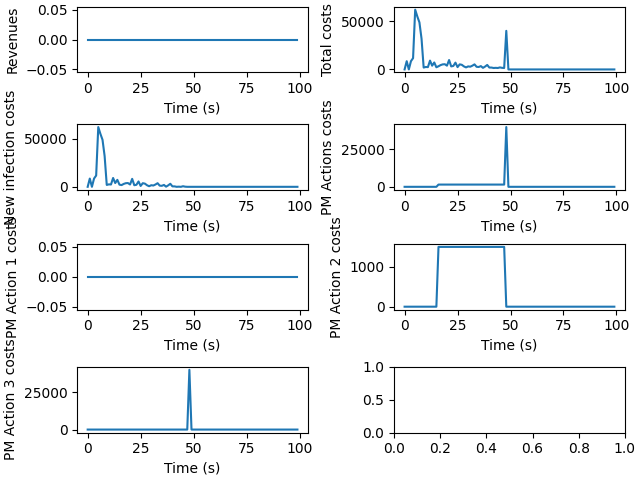 Revenues
0.05
0.00
−0.05
0 25 50 75 100
Time (s)
Total costs
50000
0
0 25 50 75 100
Time (s)
New infection costs
50000
0
0 25 50 75 100
Time (s)
PM Actions costs
25000
0
0 25 50 75 100
Time (s)
PM Action 1 costs
0.05
0.00
−0.05
0 25 50 75 100
Time (s)
PM Action 2 costs
1000
0
0 25 50 75 100
Time (s)
PM Action 3 costs
25000
0
0 25 50 75 100
Time (s)
1.0
0.5
0.0
0.0 0.2 0.4 0.6 0.8 1.0